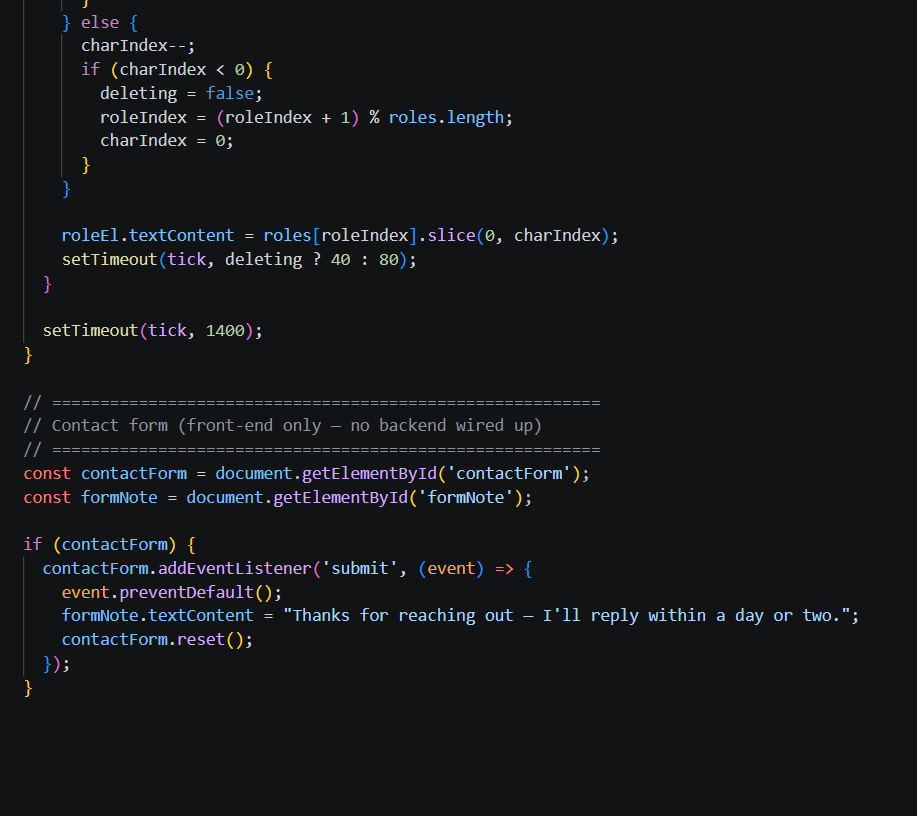 }
} else {
charIndex--;
if (charIndex < 0) {
deleting = false;
roleIndex = (roleIndex + 1) % roles.length;
charIndex = 0;
}
}
roleEl.textContent = roles[roleIndex].slice(0, charIndex);
setTimeout(tick, deleting ? 40 : 80);
}
setTimeout(tick, 1400);
}
// =========================================================
// Contact form (front-end only — no backend wired up)
// =========================================================
const contactForm = document.getElementById('contactForm');
const formNote = document.getElementById('formNote');
if (contactForm) {
contactForm.addEventListener('submit', (event) => {
event.preventDefault();
formNote.textContent = "Thanks for reaching out — I'll reply within a day or two.";
contactForm.reset();
});
}